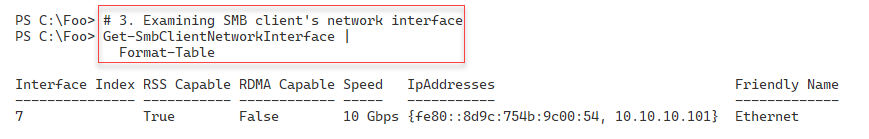 PS C:\Foo> # 3. Examining SMB client's network interface
PS C:\Foo> Get-SmbClientNetworkInterface |
Format-Table
Interface Index RSS Capable RDMA Capable Speed IpAddresses Friendly Name
--------------- ----------- ------------ ----- ----------- -------------
7 True False 10 Gbps {fe80::8d9c:754b:9c00:54, 10.10.10.101} Ethernet